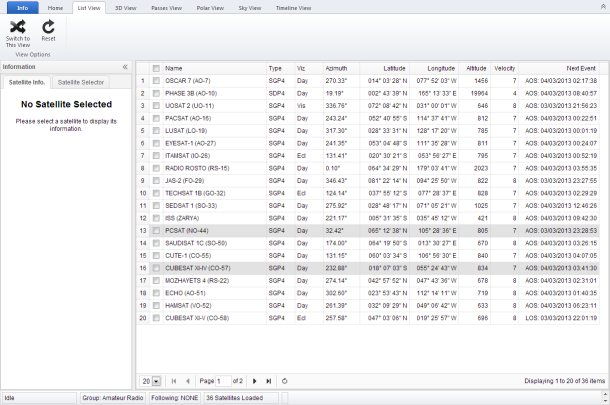 Info Home List View 3D View Passes View Polar View Sky View Timeline View
Switch to This View Reset
View Options
Information
Satellite Info. Satellite Selector
No Satellite Selected
Please select a satellite to display its
information.
Name Type Viz Azimuth Latitude Longitude Altitude Velocity Next Event
1 OSCAR 7 (AO-7) SGP4 Day 270.33° 014° 03' 28" N 077° 52' 03" W 1456 7 AOS: 04/03/2013 02:17:38
2 PHASE 3B (AO-10) SDP4 Day 19.19° 002° 43' 39" N 165° 13' 33" E 19964 4 AOS: 04/03/2013 08:40:57
3 UOSAT 2 (UO-11) SGP4 Vis 336.76° 072° 08' 42" N 031° 00' 01" W 646 8 AOS: 03/03/2013 21:56:23
4 PACSAT (AO-16) SGP4 Day 243.24° 052° 40' 55" S 114° 37' 41" W 812 7 AOS: 04/03/2013 00:22:51
5 LUSAT (LO-19) SGP4 Day 317.30° 028° 33' 31" N 128° 17' 20" W 785 7 AOS: 04/03/2013 00:01:19
6 EYESAT-1 (AO-27) SGP4 Day 241.35° 053° 04' 48" S 111° 35' 28" W 811 7 AOS: 04/03/2013 00:24:07
7 ITAMSAT (IO-26) SGP4 Ecl 131.41° 020° 30' 21" S 053° 56' 27" E 795 7 AOS: 04/03/2013 00:52:19
8 RADIO ROSTO (RS-15) SGP4 Day 0.10° 064° 34' 29" N 179° 03' 41" W 2023 7 AOS: 04/03/2013 03:55:35
9 JAS-2 (FO-29) SGP4 Day 346.43° 081° 22' 14" N 094° 25' 50" W 822 8 AOS: 03/03/2013 23:27:55
10 TECHSAT 1B (GO-32) SGP4 Ecl 124.14° 037° 55' 12" S 077° 28' 37" E 828 7 AOS: 04/03/2013 02:29:29
11 SEDSAT 1 (SO-33) SGP4 Day 275.92° 028° 48' 17" N 071° 05' 21" W 1025 7 AOS: 04/03/2013 12:46:26
12 ISS (ZARYA) SGP4 Day 221.17° 005° 31' 35" S 035° 45' 12" W 421 8 AOS: 04/03/2013 09:42:30
13 PCSAT (NO-44) SGP4 Day 32.42° 065° 12' 38" N 105° 28' 36" E 805 7 AOS: 03/03/2013 23:28:53
14 SAUDISAT 1C (SO-50) SGP4 Day 174.00° 064° 19' 50" S 013° 30' 27" E 670 8 AOS: 04/03/2013 03:26:15
15 CUTE-1 (CO-55) SGP4 Day 131.15° 060° 03' 34" S 106° 56' 30" E 840 7 AOS: 04/03/2013 04:07:05
16 CUBESAT XI-IV (CO-57) SGP4 Day 232.88° 018° 07' 03" S 055° 24' 43" W 834 7 AOS: 04/03/2013 03:41:30
17 MOZHAYETS 4 (RS-22) SGP4 Day 274.14° 042° 57' 52" N 047° 43' 36" W 678 8 AOS: 04/03/2013 02:31:01
18 ECHO (AO-51) SGP4 Day 302.60° 023° 53' 43" N 112° 14' 11" W 719 8 AOS: 04/03/2013 01:40:35
19 HAMSAT (VO-52) SGP4 Day 261.39° 032° 09' 29" N 049° 06' 42" W 633 8 AOS: 04/03/2013 06:23:11
20 CUBESAT XI-V (CO-58) SGP4 Ecl 257.58° 047° 03' 06" N 019° 25' 57" W 696 8 LOS: 03/03/2013 22:01:19
20 Page 1 of 2 Displaying 1 to 20 of 36 items
Idle Group: Amateur Radio Following: NONE 36 Satellites Loaded